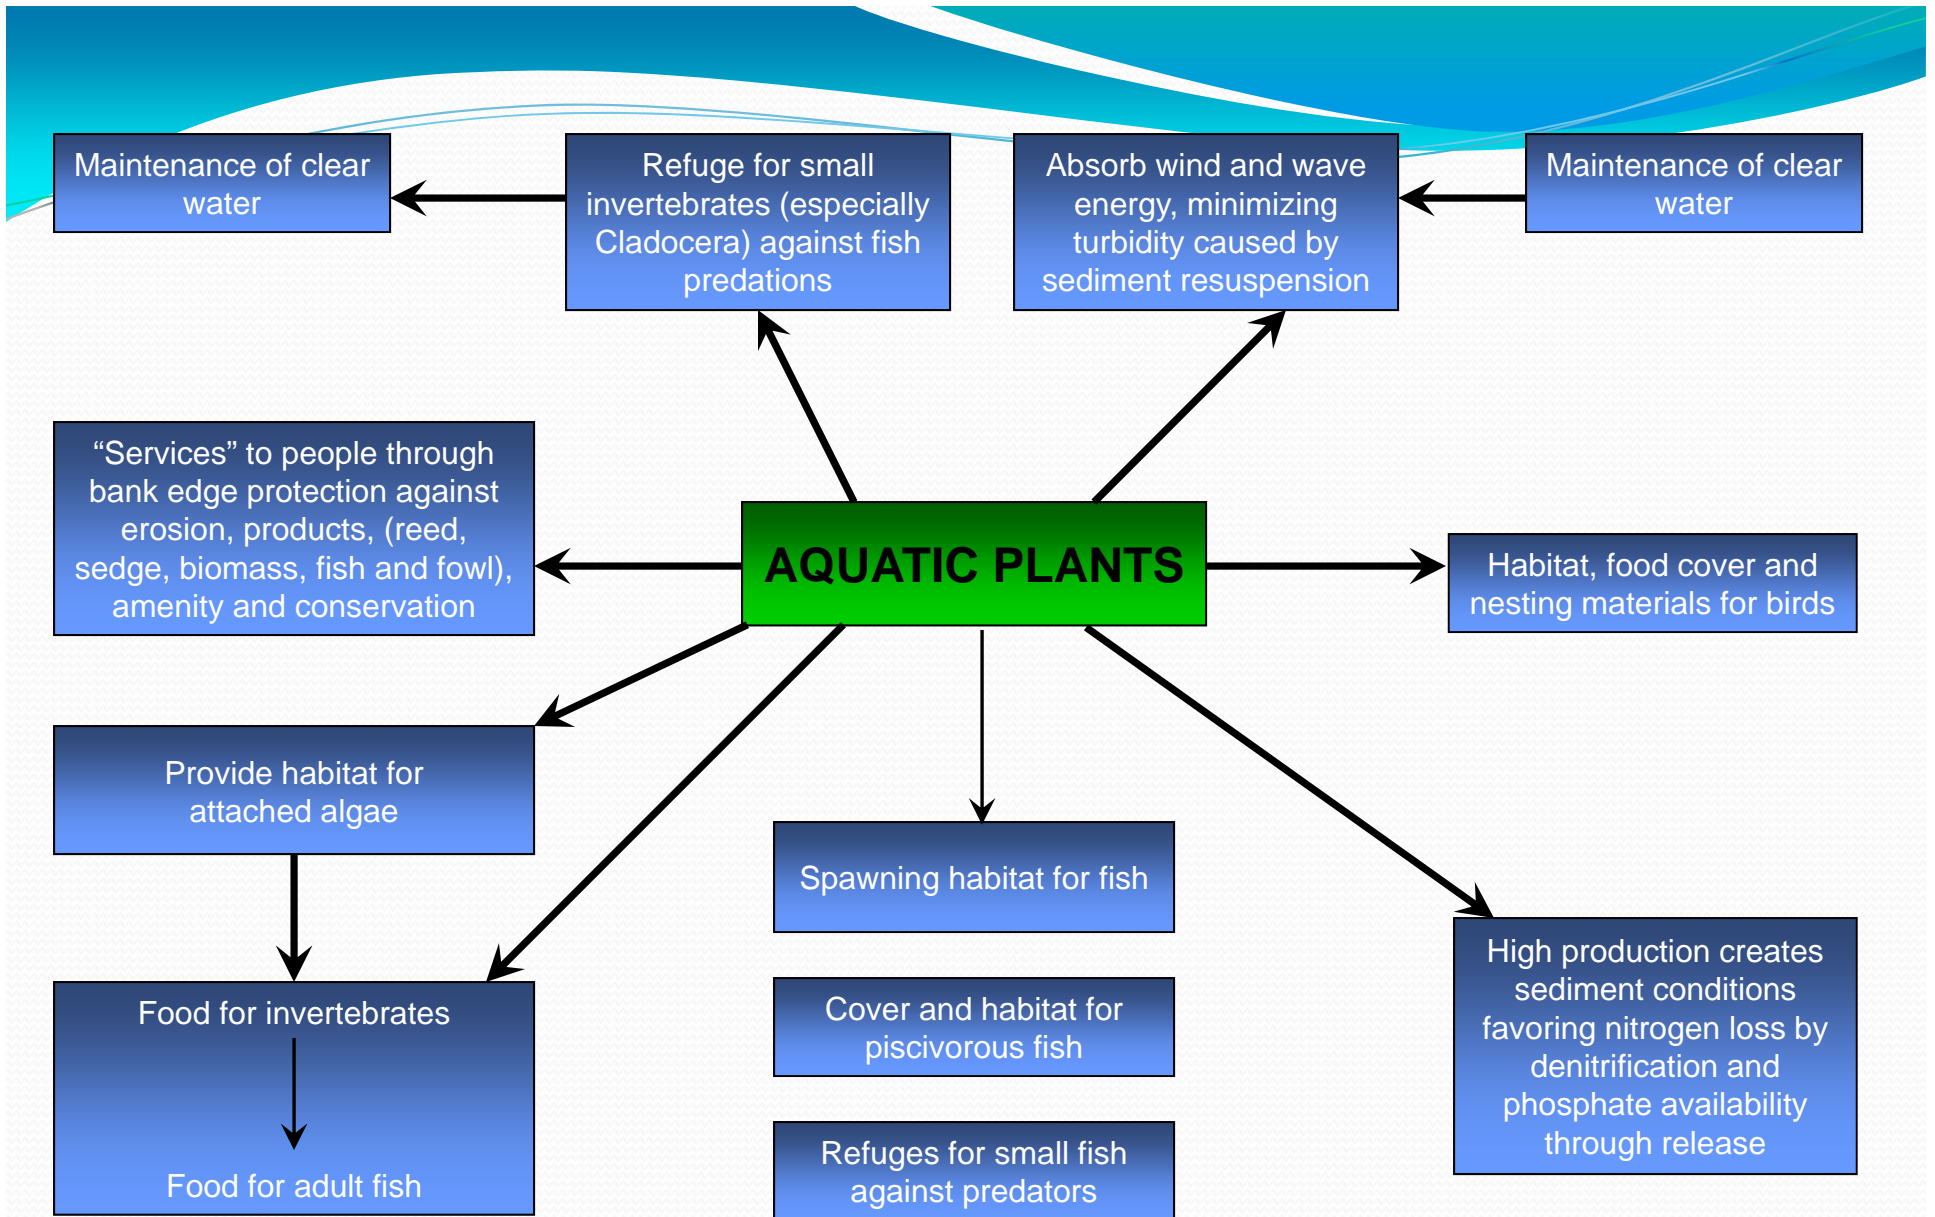 Maintenance of clear
water
Refuge for small
invertebrates (especially
Cladocera) against fish
predations
Absorb wind and wave
energy, minimizing
turbidity caused by
sediment resuspension
Maintenance of clear
water
“Services” to people through
bank edge protection against
erosion, products, (reed,
sedge, biomass, fish and fowl),
amenity and conservation
AQUATIC PLANTS
Habitat, food cover and
nesting materials for birds
Provide habitat for
attached algae
Food for invertebrates
Food for adult fish
Spawning habitat for fish
Cover and habitat for
piscivorous fish
Refuges for small fish
against predators
High production creates
sediment conditions
favoring nitrogen loss by
denitrification and
phosphate availability
through release